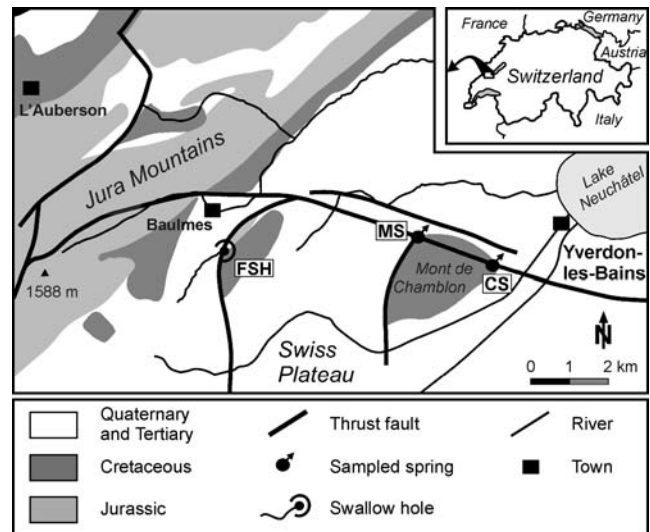 France
Germany
Austria
Switzerland
Italy
L'Auberson
Jura Mountains
Lake
Neuchâtel
Baulmes
MS
Yverdon-
les-Bains
FSH
Mont de
Chamblon
CS
1588 m
N
Swiss
Plateau
0 1 2 km
Quaternary
and Tertiary
Thrust fault
River
Cretaceous
Sampled spring
Town
Jurassic
Swallow hole